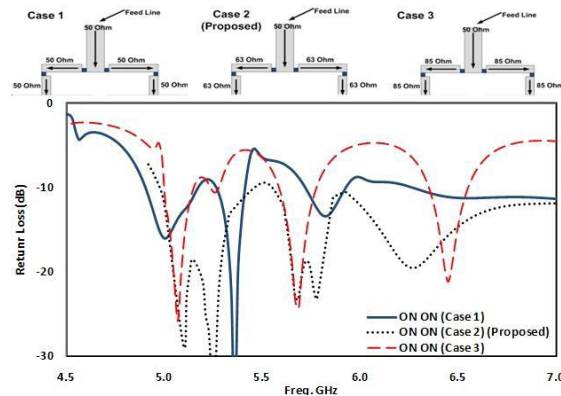 Case 1
Feed Line
50 Ohm
50 Ohm
50 Ohm
50 Ohm
50 Ohm
Case 2
(Proposed)
Feed Line
50 Ohm
63 Ohm
63 Ohm
63 Ohm
63 Ohm
Case 3
Feed Line
50 Ohm
85 Ohm
85 Ohm
85 Ohm
85 Ohm
Retunr Loss (dB)
0
-10
-20
-30
ON ON (Case 1)
ON ON (Case 2) (Proposed)
ON ON (Case 3)
4.5 5.0 5.5 6.0 6.5 7.0
Freq. GHz